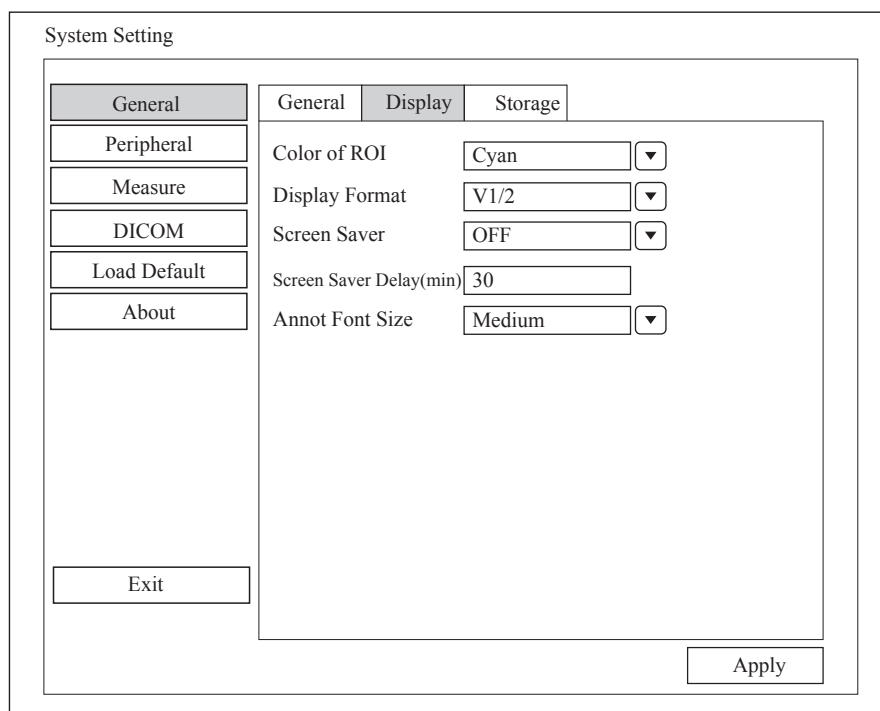 System Setting
General
Peripheral
Measure
DICOM
Load Default
About
Exit
General Display Storage
Color of ROI Cyan
Display Format V1/2
Screen Saver OFF
Screen Saver Delay(min) 30
Annot Font Size Medium
Apply